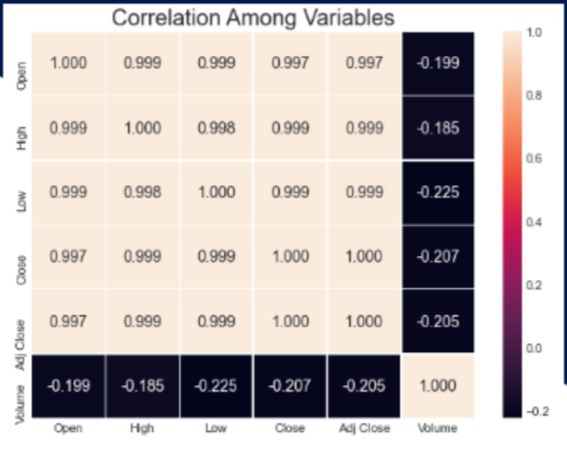 Correlation Among Variables
Open 1.000 0.999 0.999 0.997 0.997 -0.199
High 0.999 1.000 0.998 0.999 0.999 -0.185
Low 0.999 0.998 1.000 0.999 0.999 -0.225
Close 0.997 0.999 0.999 1.000 1.000 -0.207
Adj Close 0.997 0.999 0.999 1.000 1.000 -0.205
Volume -0.199 -0.185 -0.225 -0.207 -0.205 1.000
Open High Low Close Adj Close Volume
1.0
0.8
0.6
0.4
0.2
0.0
-0.2